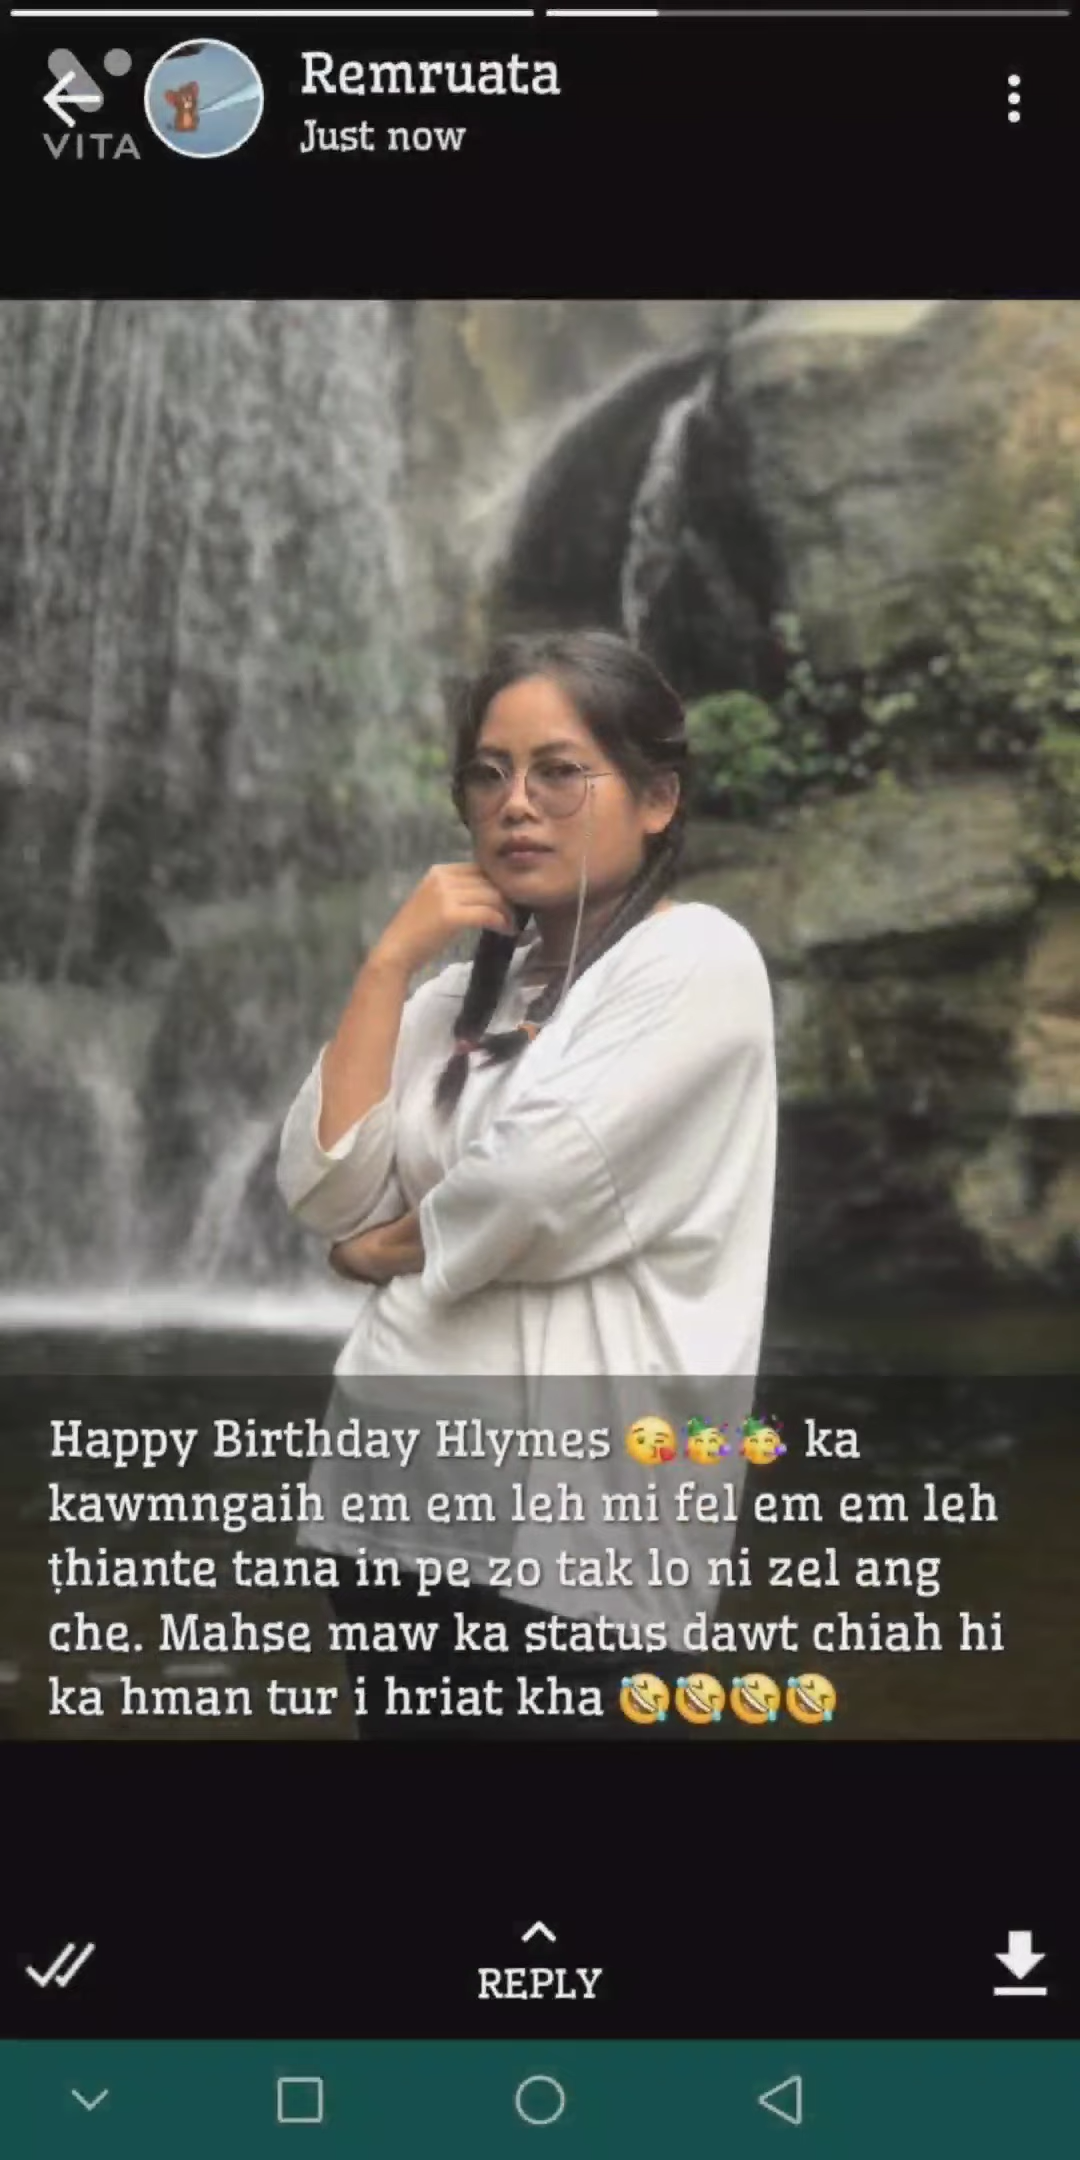 VITA
Remruata
Just now
Happy Birthday Hlymes 😘🥳🥳 ka
kawmngaih em em leh mi fel em em leh
ṭhiante tana in pe zo tak lo ni zel ang
che. Mahse maw ka status dawt chiah hi
ka hman tur i hriat kha 🤣🤣🤣🤣
REPLY